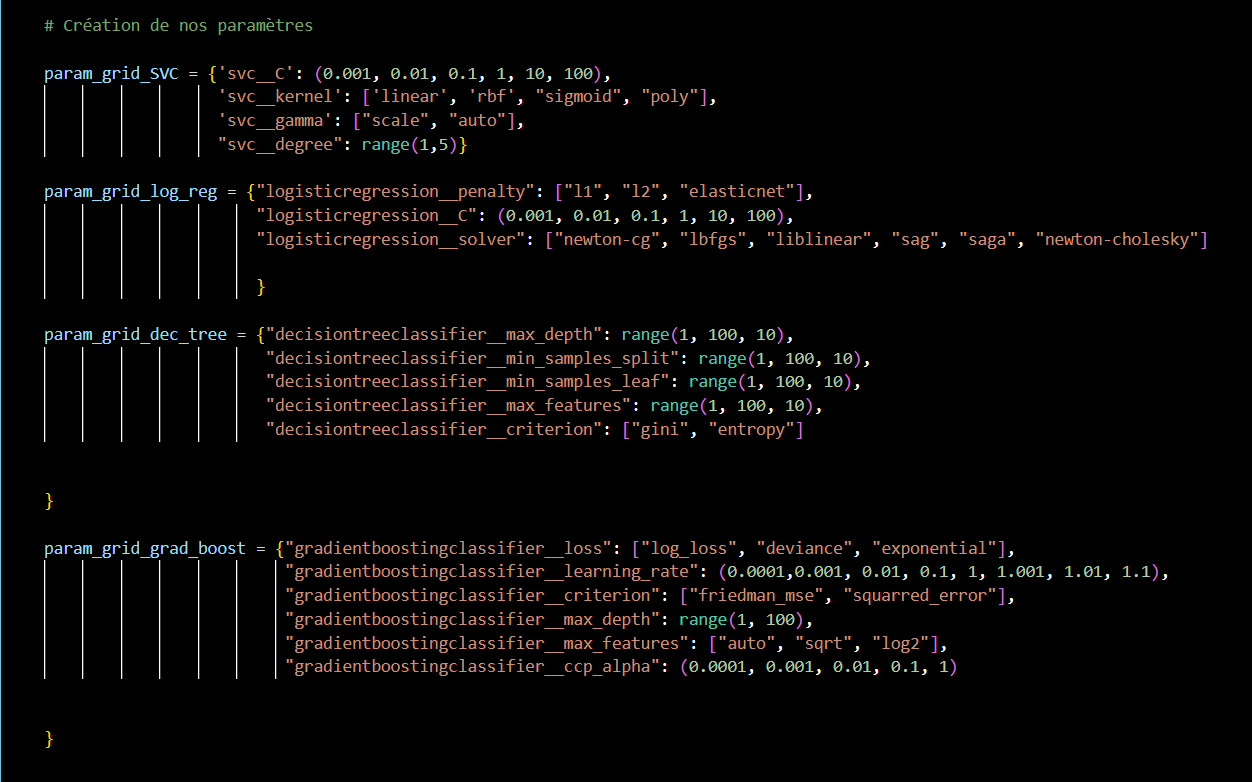 # Création de nos paramètres
param_grid_SVC = {'svc__C': (0.001, 0.01, 0.1, 1, 10, 100),
'svc__kernel': ['linear', 'rbf', "sigmoid", "poly"],
'svc__gamma': ["scale", "auto"],
"svc__degree": range(1,5)}
param_grid_log_reg = {"logisticregression__penalty": ["l1", "l2", "elasticnet"],
"logisticregression__C": (0.001, 0.01, 0.1, 1, 10, 100),
"logisticregression__solver": ["newton-cg", "lbfgs", "liblinear", "sag", "saga", "newton-cholesky"]
}
param_grid_dec_tree = {"decisiontreeclassifier__max_depth": range(1, 100, 10),
"decisiontreeclassifier__min_samples_split": range(1, 100, 10),
"decisiontreeclassifier__min_samples_leaf": range(1, 100, 10),
"decisiontreeclassifier__max_features": range(1, 100, 10),
"decisiontreeclassifier__criterion": ["gini", "entropy"]
}
param_grid_grad_boost = {"gradientboostingclassifier__loss": ["log_loss", "deviance", "exponential"],
"gradientboostingclassifier__learning_rate": (0.0001,0.001, 0.01, 0.1, 1, 1.001, 1.01, 1.1),
"gradientboostingclassifier__criterion": ["friedman_mse", "squarred_error"],
"gradientboostingclassifier__max_depth": range(1, 100),
"gradientboostingclassifier__max_features": ["auto", "sqrt", "log2"],
"gradientboostingclassifier__ccp_alpha": (0.0001, 0.001, 0.01, 0.1, 1)
}